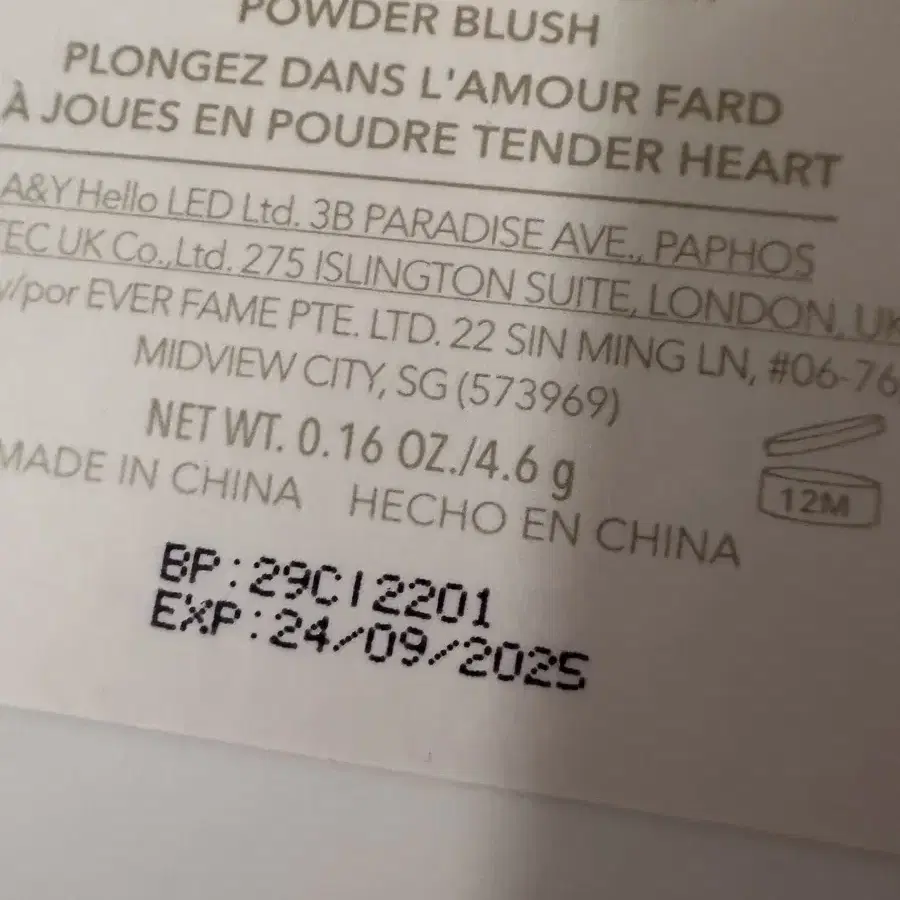 POWDER BLUSH
PLONGEZ DANS L'AMOUR FARD
À JOUES EN POUDRE TENDER HEART
A&Y Hello LED Ltd. 3B PARADISE AVE., PAPHOS
TEC UK Co.,Ltd. 275 ISLINGTON SUITE, LONDON, UK
y/por EVER FAME PTE. LTD. 22 SIN MING LN, #06-76
MIDVIEW CITY, SG (573969)
NET WT. 0.16 OZ./4.6 g
12M
MADE IN CHINA HECHO EN CHINA
BP:29CI2201
EXP:24/09/2025